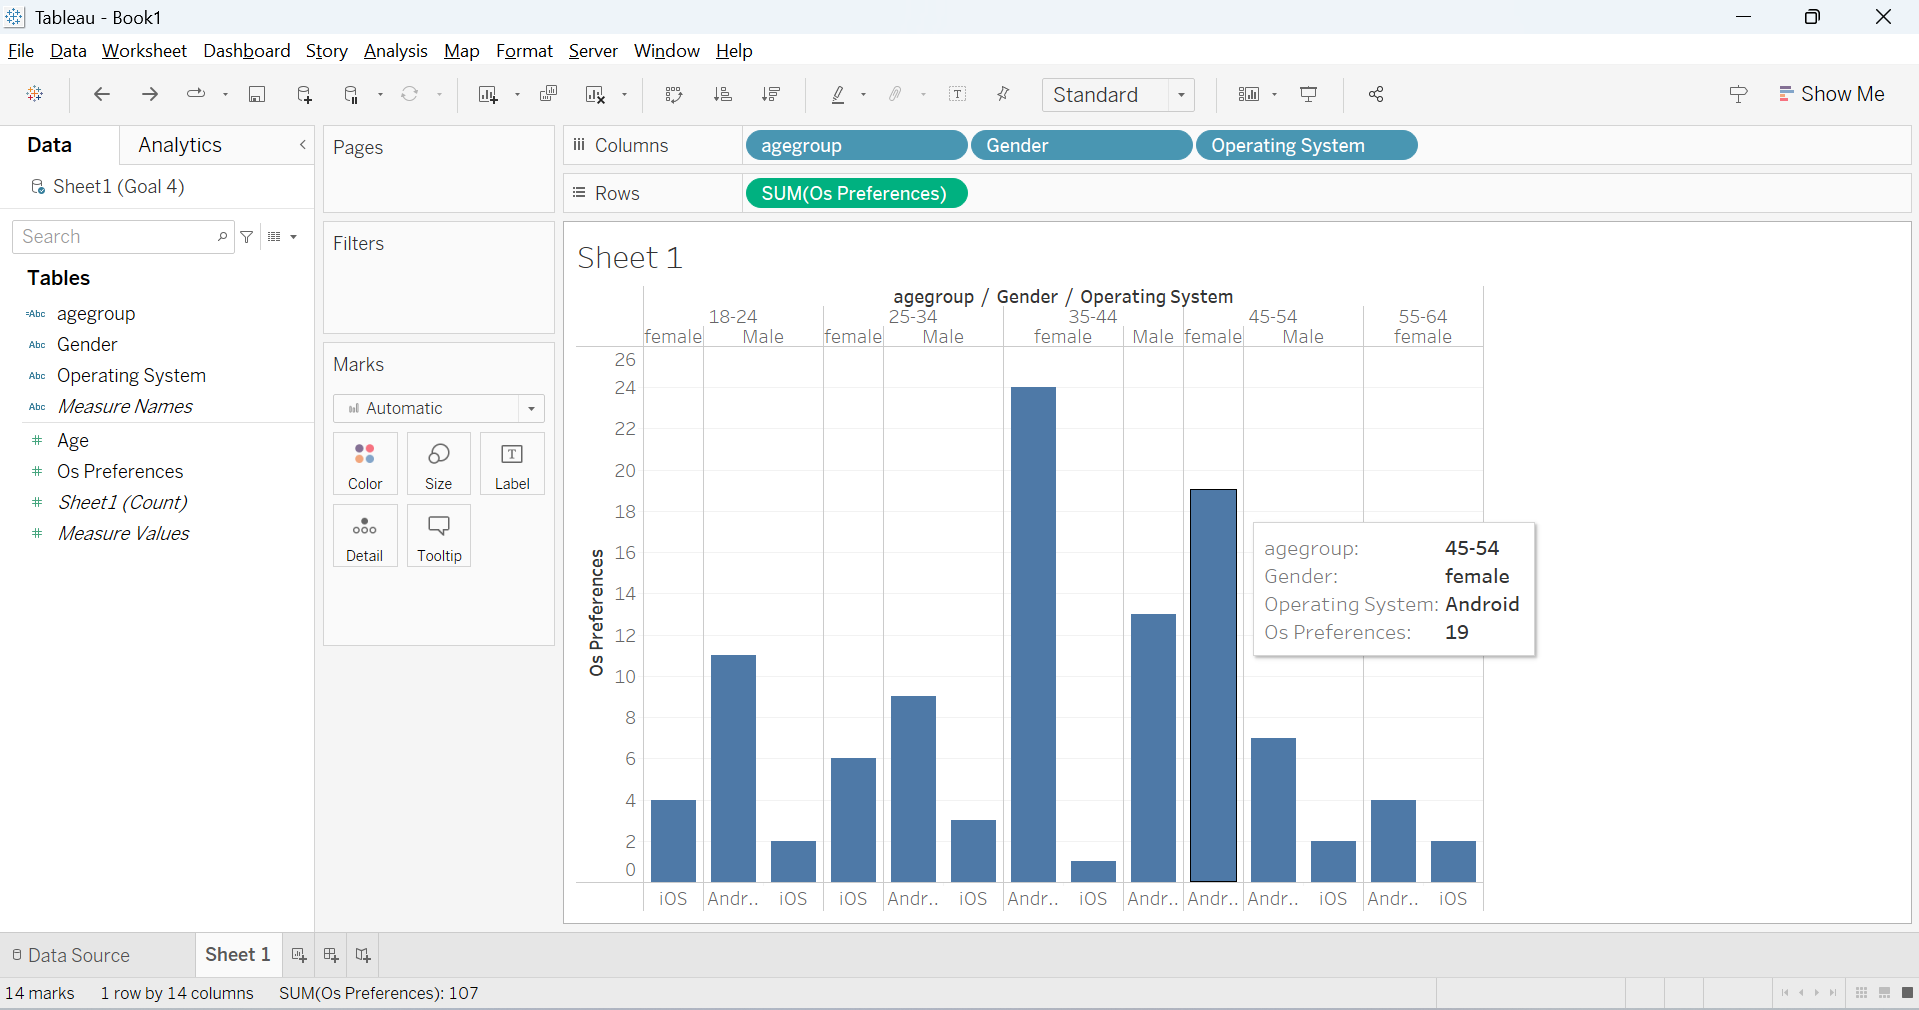 Tableau - Book1
File Data Worksheet Dashboard Story Analysis Map Format Server Window Help
Standard
Show Me
Data Analytics
Sheet1 (Goal 4)
Search
Tables
=Abc agegroup
Abc Gender
Abc Operating System
Abc Measure Names
# Age
# Os Preferences
# Sheet1 (Count)
# Measure Values
Pages
Filters
Marks
Automatic
Color Size Label
Detail Tooltip
Columns agegroup Gender Operating System
Rows SUM(Os Preferences)
Sheet 1
agegroup / Gender / Operating System
18-24 25-34 35-44 45-54 55-64
female Male female Male female Male female Male female
Os Preferences
26
24
22
20
18
16
14
12
10
8
6
4
2
0
agegroup: 45-54
Gender: female
Operating System: Android
Os Preferences: 19
iOS Andr.. iOS iOS Andr.. iOS Andr.. iOS Andr.. Andr.. Andr.. iOS Andr.. iOS
Data Source Sheet 1
14 marks 1 row by 14 columns SUM(Os Preferences): 107